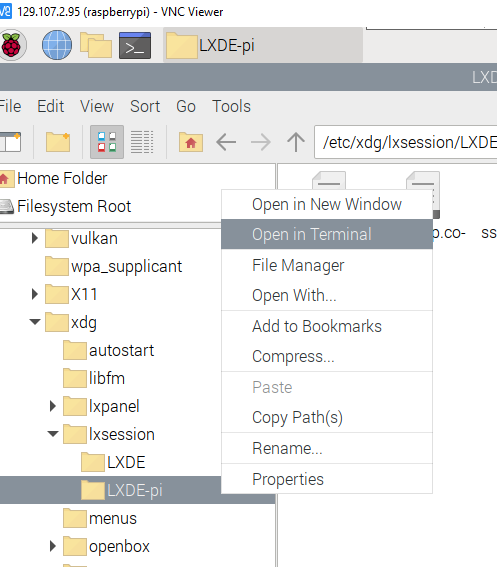 129.107.2.95 (raspberrypi) - VNC Viewer
LXDE-pi
LXD
File Edit View Sort Go Tools
/etc/xdg/lxsession/LXDE
Home Folder
Filesystem Root
vulkan
wpa_supplicant
X11
xdg
autostart
libfm
lxpanel
lxsession
LXDE
LXDE-pi
menus
openbox
Open in New Window
Open in Terminal
File Manager
Open With...
Add to Bookmarks
Compress...
Paste
Copy Path(s)
Rename...
Properties
p.co- ss